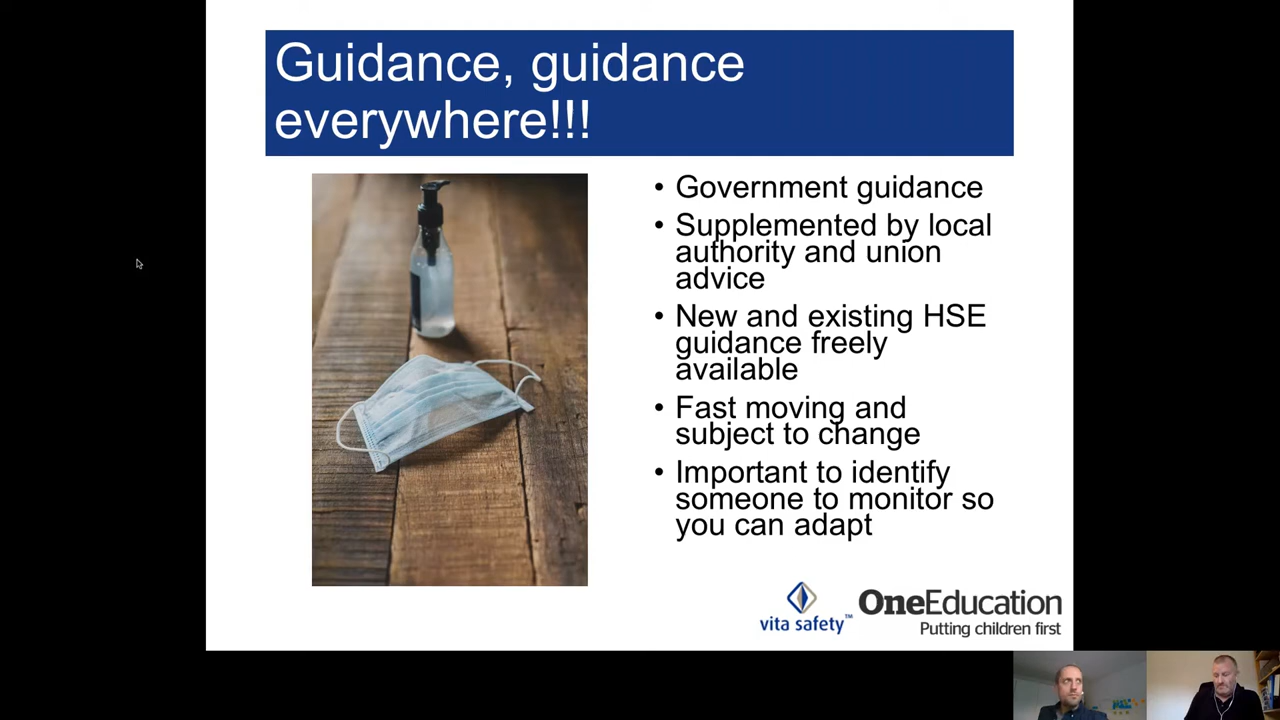 Guidance, guidance
everywhere!!!
• Government guidance
• Supplemented by local
authority and union
advice
• New and existing HSE
guidance freely
available
• Fast moving and
subject to change
• Important to identify
someone to monitor so
you can adapt
vita safety™
OneEducation
Putting children first